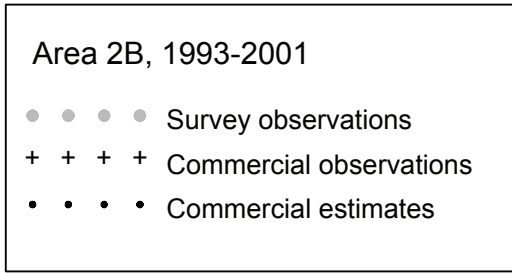 Area 2B, 1993-2001
Survey observations
Commercial observations
Commercial estimates